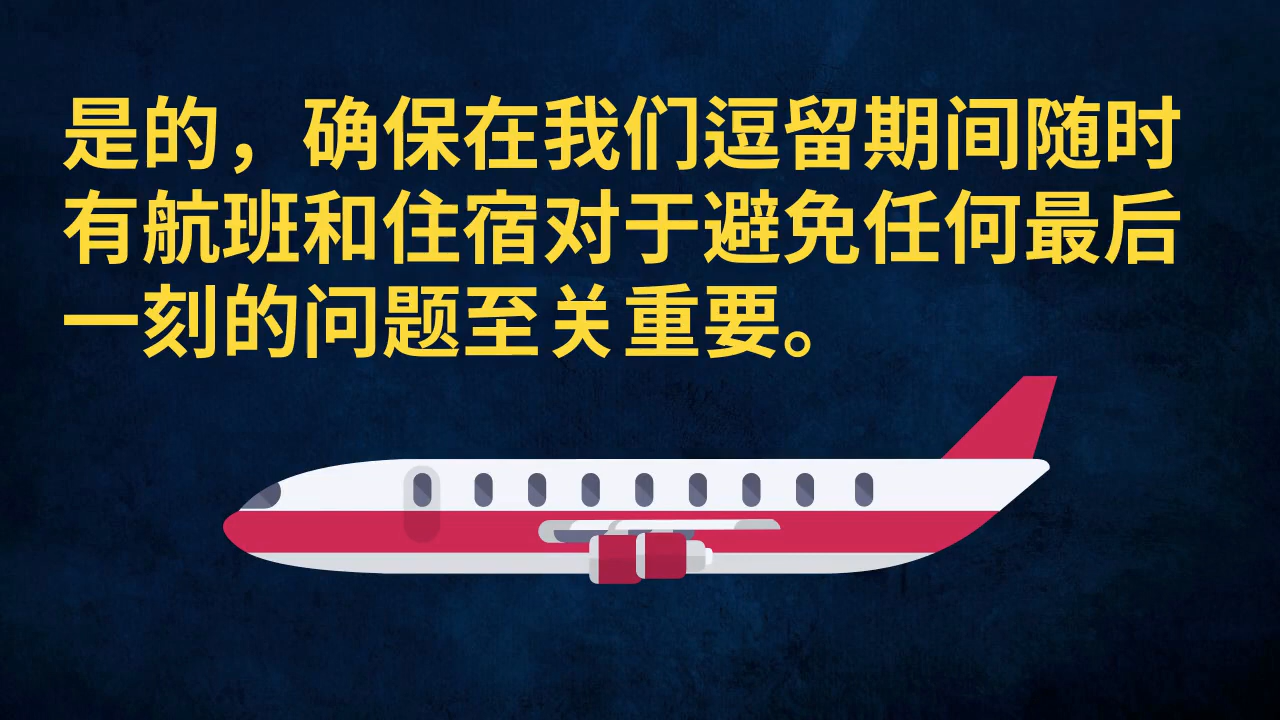 是的，确保在我们逗留期间随时
有航班和住宿对于避免任何最后
一刻的问题至关重要。